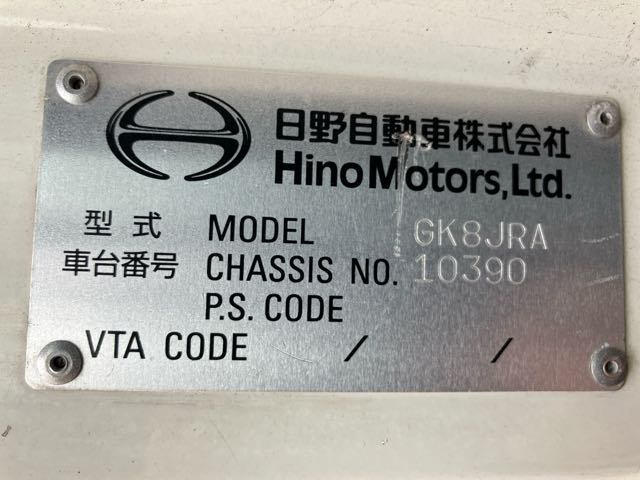 日野自動車株式会社
Hino Motors, Ltd.
型式 MODEL GK8JRA
車台番号 CHASSIS NO. 10390
P.S. CODE
VTA CODE / /